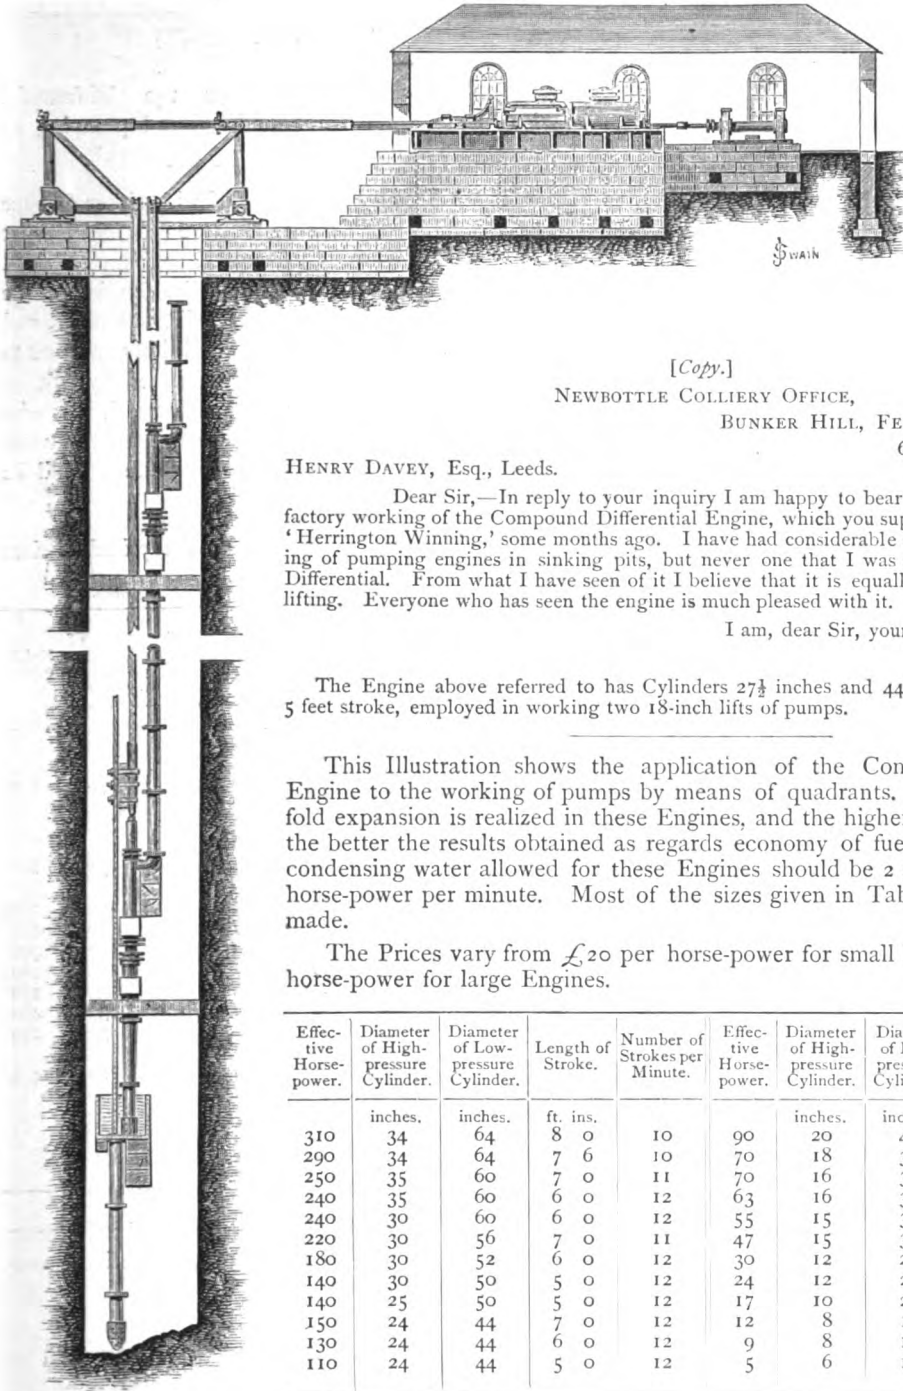 SWAIN
[Copy.]
NEWBOTTLE COLLIERY OFFICE,
BUNKER HILL, FE
6
HENRY DAVEY, Esq., Leeds.
Dear Sir,—In reply to your inquiry I am happy to bear
factory working of the Compound Differential Engine, which you sup
‘Herrington Winning,’ some months ago. I have had considerable
ing of pumping engines in sinking pits, but never one that I was
Differential. From what I have seen of it I believe that it is equall
lifting. Everyone who has seen the engine is much pleased with it.
I am, dear Sir, your
The Engine above referred to has Cylinders 27½ inches and 44
5 feet stroke, employed in working two 18-inch lifts of pumps.
This Illustration shows the application of the Com
Engine to the working of pumps by means of quadrants.
fold expansion is realized in these Engines, and the higher
the better the results obtained as regards economy of fue
condensing water allowed for these Engines should be 2
horse-power per minute. Most of the sizes given in Tab
made.
The Prices vary from £20 per horse-power for small
horse-power for large Engines.
Effec- Diameter Diameter Length of Number of Effec- Diameter Dia
tive of High- of Low- Stroke. Strokes per tive of High- of
Horse- pressure pressure Minute. Horse- pressure pres
power. Cylinder. Cylinder. power. Cylinder. Cyli
inches. inches. ft. ins. inches. inc
310 34 64 8 0 10 90 20
290 34 64 7 6 10 70 18
250 35 60 7 0 11 70 16
240 35 60 6 0 12 63 16
240 30 60 6 0 12 55 15
220 30 56 7 0 11 47 15
180 30 52 6 0 12 30 12
140 30 50 5 0 12 24 12
140 25 50 5 0 12 17 10
150 24 44 7 0 12 12 8
130 24 44 6 0 12 9 8
110 24 44 5 0 12 5 6